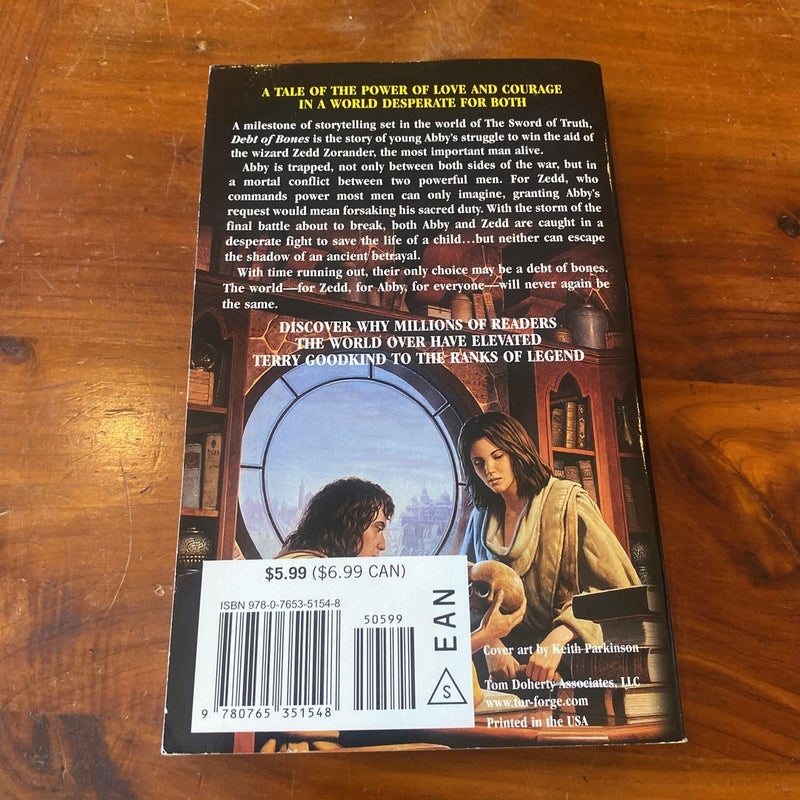 A TALE OF THE POWER OF LOVE AND COURAGE
IN A WORLD DESPERATE FOR BOTH
A milestone of storytelling set in the world of The Sword of Truth,
Debt of Bones is the story of young Abby's struggle to win the aid of
the wizard Zedd Zorander, the most important man alive.
Abby is trapped, not only between both sides of the war, but in
a mortal conflict between two powerful men. For Zedd, who
commands power most men can only imagine, granting Abby's
request would mean forsaking his sacred duty. With the storm of the
final battle about to break, both Abby and Zedd are caught in a
desperate fight to save the life of a child...but neither can escape
the shadow of an ancient betrayal.
With time running out, their only choice may be a debt of bones.
The world—for Zedd, for Abby, for everyone—will never again be
the same.
DISCOVER WHY MILLIONS OF READERS
THE WORLD OVER HAVE ELEVATED
TERRY GOODKIND TO THE RANKS OF LEGEND
$5.99 ($6.99 CAN)
ISBN 978-0-7653-5154-8
50599
9 780765 351548
EAN
S
Cover art by Keith Parkinson
Tom Doherty Associates, LLC
www.tor-forge.com
Printed in the USA